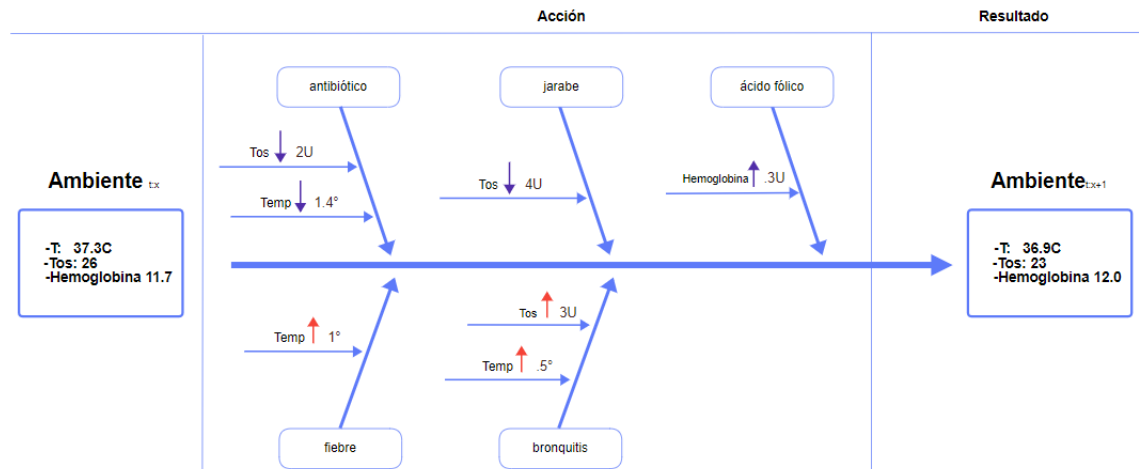 Acción
Resultado
antibiótico
jarabe
ácido fólico
Tos 2U
Temp 1.4°
Tos 4U
Hemoglobina .3U
Ambiente t:x
-T: 37.3C
-Tos: 26
-Hemoglobina 11.7
Ambiente t:x+1
-T: 36.9C
-Tos: 23
-Hemoglobina 12.0
Temp 1°
Tos 3U
Temp .5°
fiebre
bronquitis